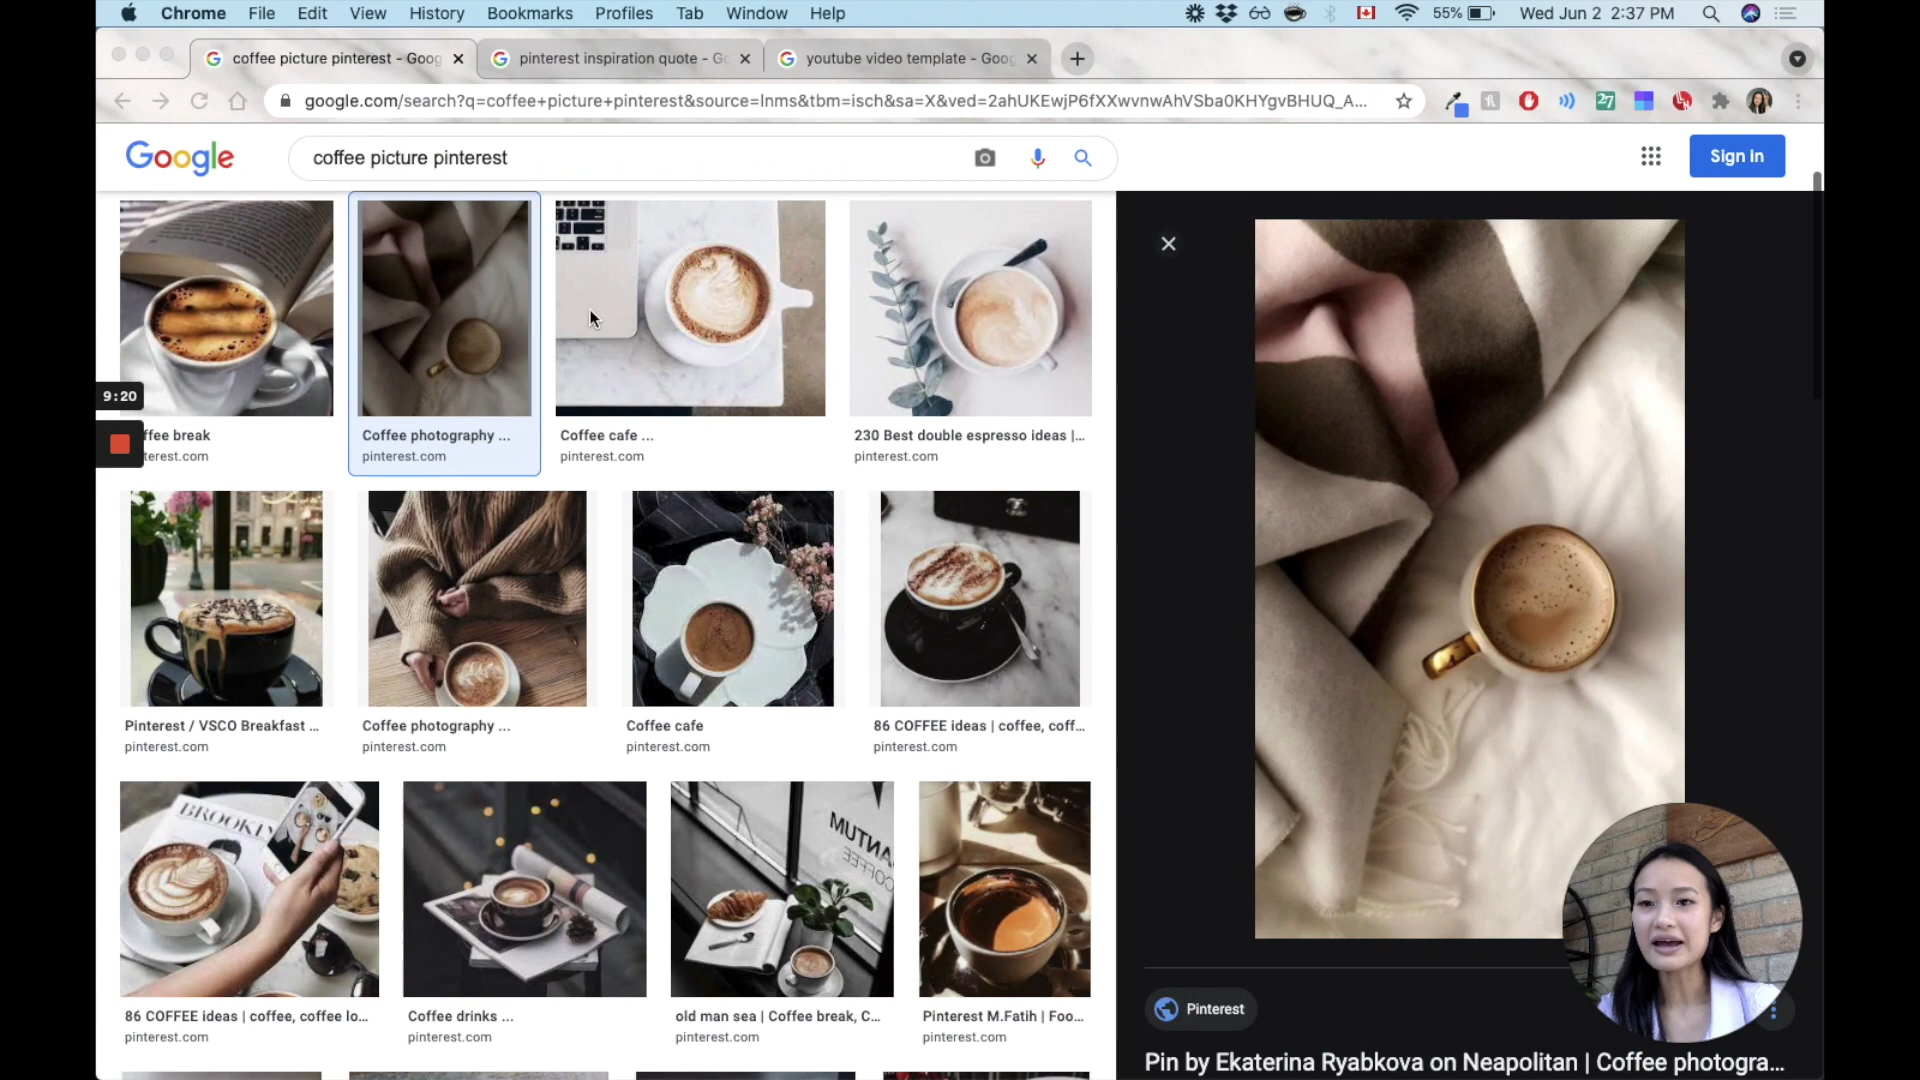 Chrome File Edit View History Bookmarks Profiles Tab Window Help
55% Wed Jun 2 2:37 PM
coffee picture pinterest - Goog
pinterest inspiration quote - Go
youtube video template - Goog
google.com/search?q=coffee+picture+pinterest&source=lnms&tbm=isch&sa=X&ved=2ahUKEwjP6fXXwvnwAhVSba0KHYgvBHUQ_A...
27
Google
coffee picture pinterest
Sign In
9:20
ffee break
terest.com
Coffee photography ...
pinterest.com
Coffee cafe ...
pinterest.com
230 Best double espresso ideas |...
pinterest.com
Pinterest / VSCO Breakfast ...
pinterest.com
Coffee photography ...
pinterest.com
Coffee cafe
pinterest.com
86 COFFEE ideas | coffee, coff...
pinterest.com
BROOKL
MUTNA
COFFEE
86 COFFEE ideas | coffee, coffee lo...
pinterest.com
Coffee drinks ...
pinterest.com
old man sea | Coffee break, C...
pinterest.com
Pinterest M.Fatih | Foo...
pinterest.com
Pinterest
Pin by Ekaterina Ryabkova on Neapolitan | Coffee photogra...